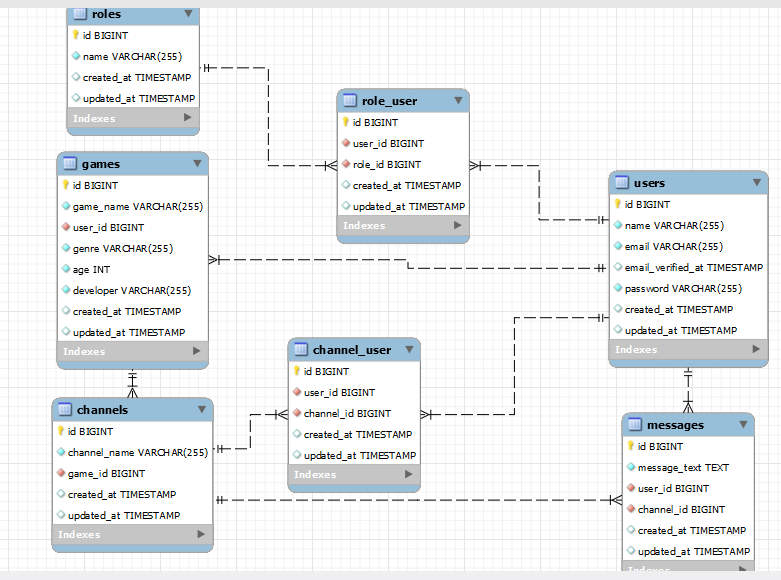 roles
id BIGINT
name VARCHAR(255)
created_at TIMESTAMP
updated_at TIMESTAMP
Indexes
role_user
id BIGINT
user_id BIGINT
role_id BIGINT
created_at TIMESTAMP
updated_at TIMESTAMP
Indexes
games
id BIGINT
game_name VARCHAR(255)
user_id BIGINT
genre VARCHAR(255)
age INT
developer VARCHAR(255)
created_at TIMESTAMP
updated_at TIMESTAMP
Indexes
users
id BIGINT
name VARCHAR(255)
email VARCHAR(255)
email_verified_at TIMESTAMP
password VARCHAR(255)
created_at TIMESTAMP
updated_at TIMESTAMP
Indexes
channel_user
id BIGINT
user_id BIGINT
channel_id BIGINT
created_at TIMESTAMP
updated_at TIMESTAMP
Indexes
channels
id BIGINT
channel_name VARCHAR(255)
game_id BIGINT
created_at TIMESTAMP
updated_at TIMESTAMP
Indexes
messages
id BIGINT
message_text TEXT
user_id BIGINT
channel_id BIGINT
created_at TIMESTAMP
updated_at TIMESTAMP
Indexes